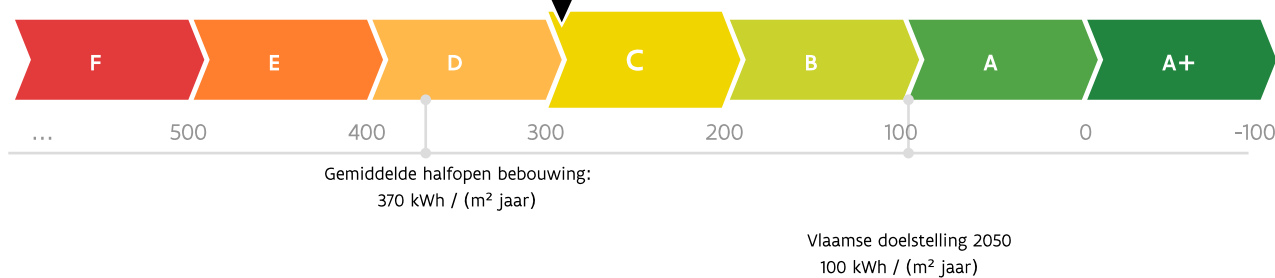 F E D C B A A+
... 500 400 300 200 100 0 -100
Gemiddelde halfopen bebouwing:
370 kWh / (m² jaar)
Vlaamse doelstelling 2050
100 kWh / (m² jaar)